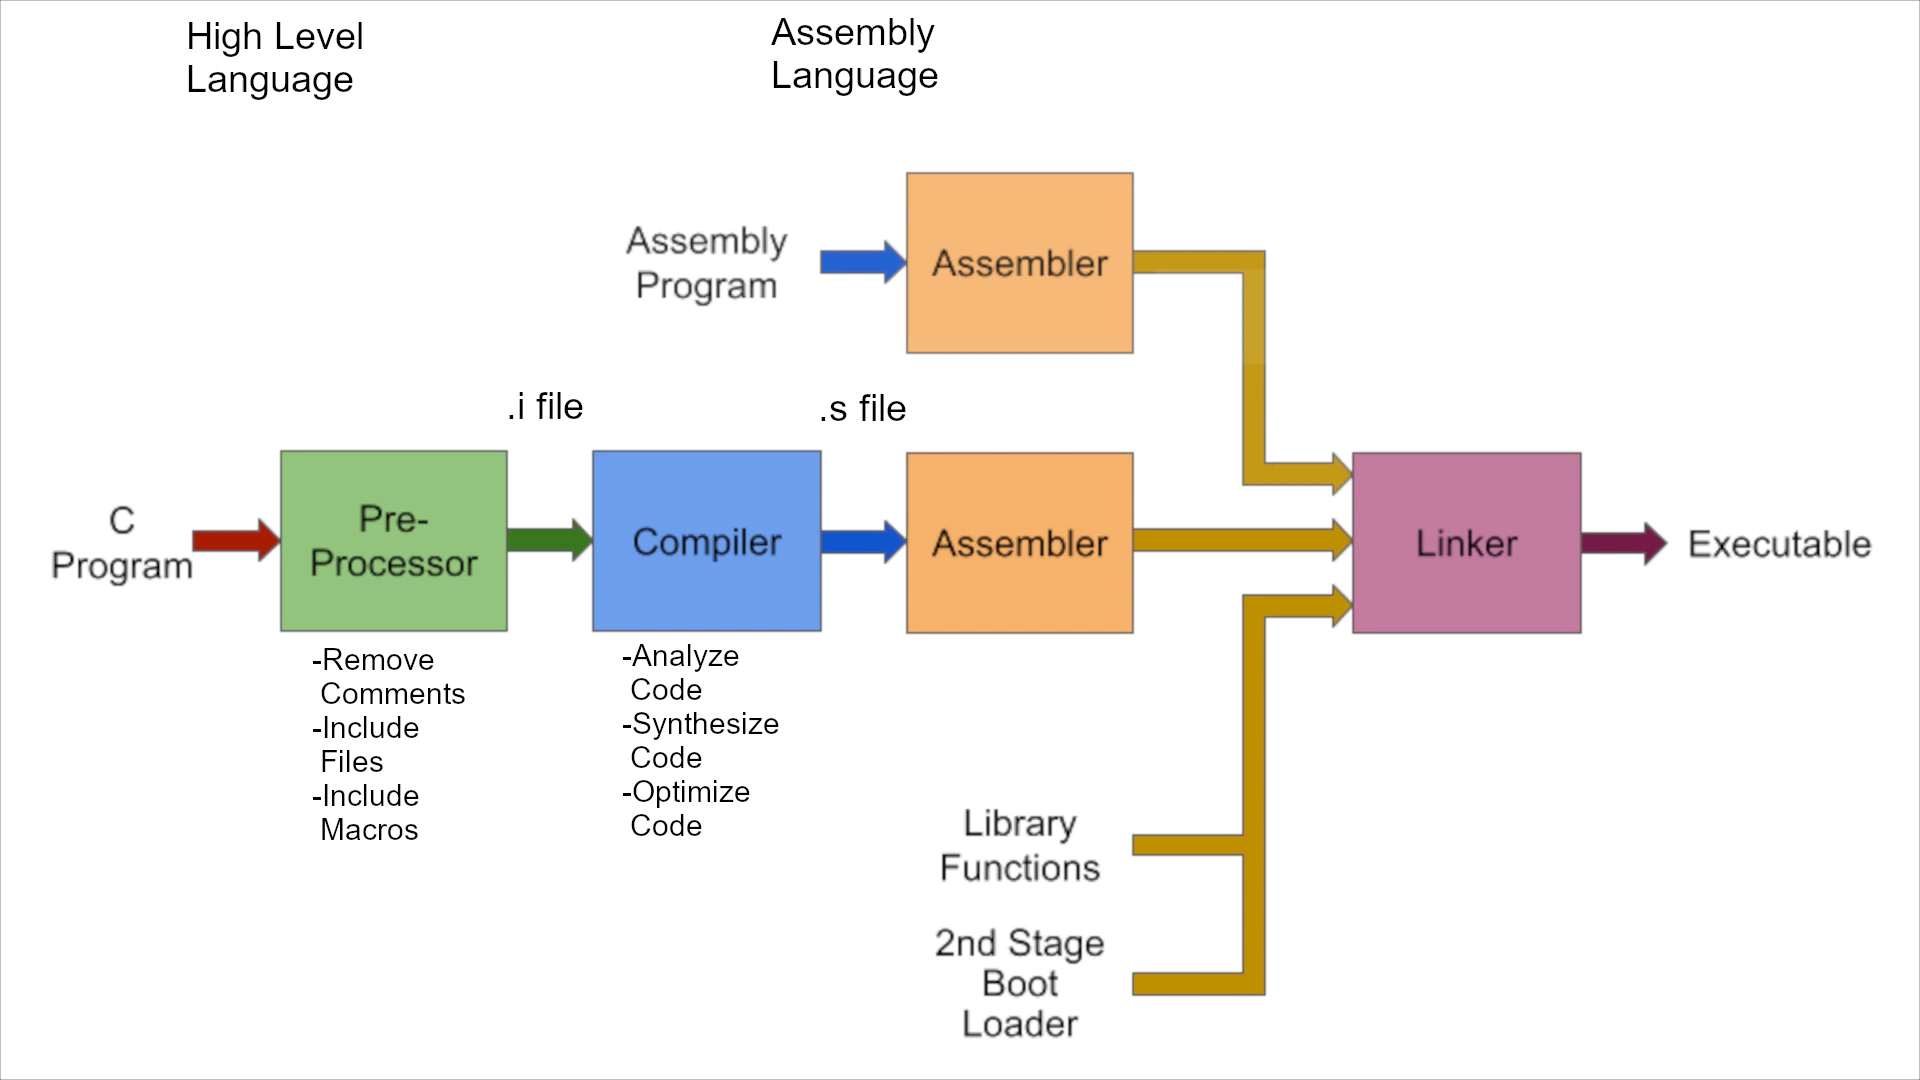 High Level
Language
Assembly
Language
Assembly
Program
Assembler
.i file
.s file
C
Program
Pre-
Processor
Compiler
Assembler
Linker
Executable
-Remove
Comments
-Include
Files
-Include
Macros
-Analyze
Code
-Synthesize
Code
-Optimize
Code
Library
Functions
2nd Stage
Boot
Loader